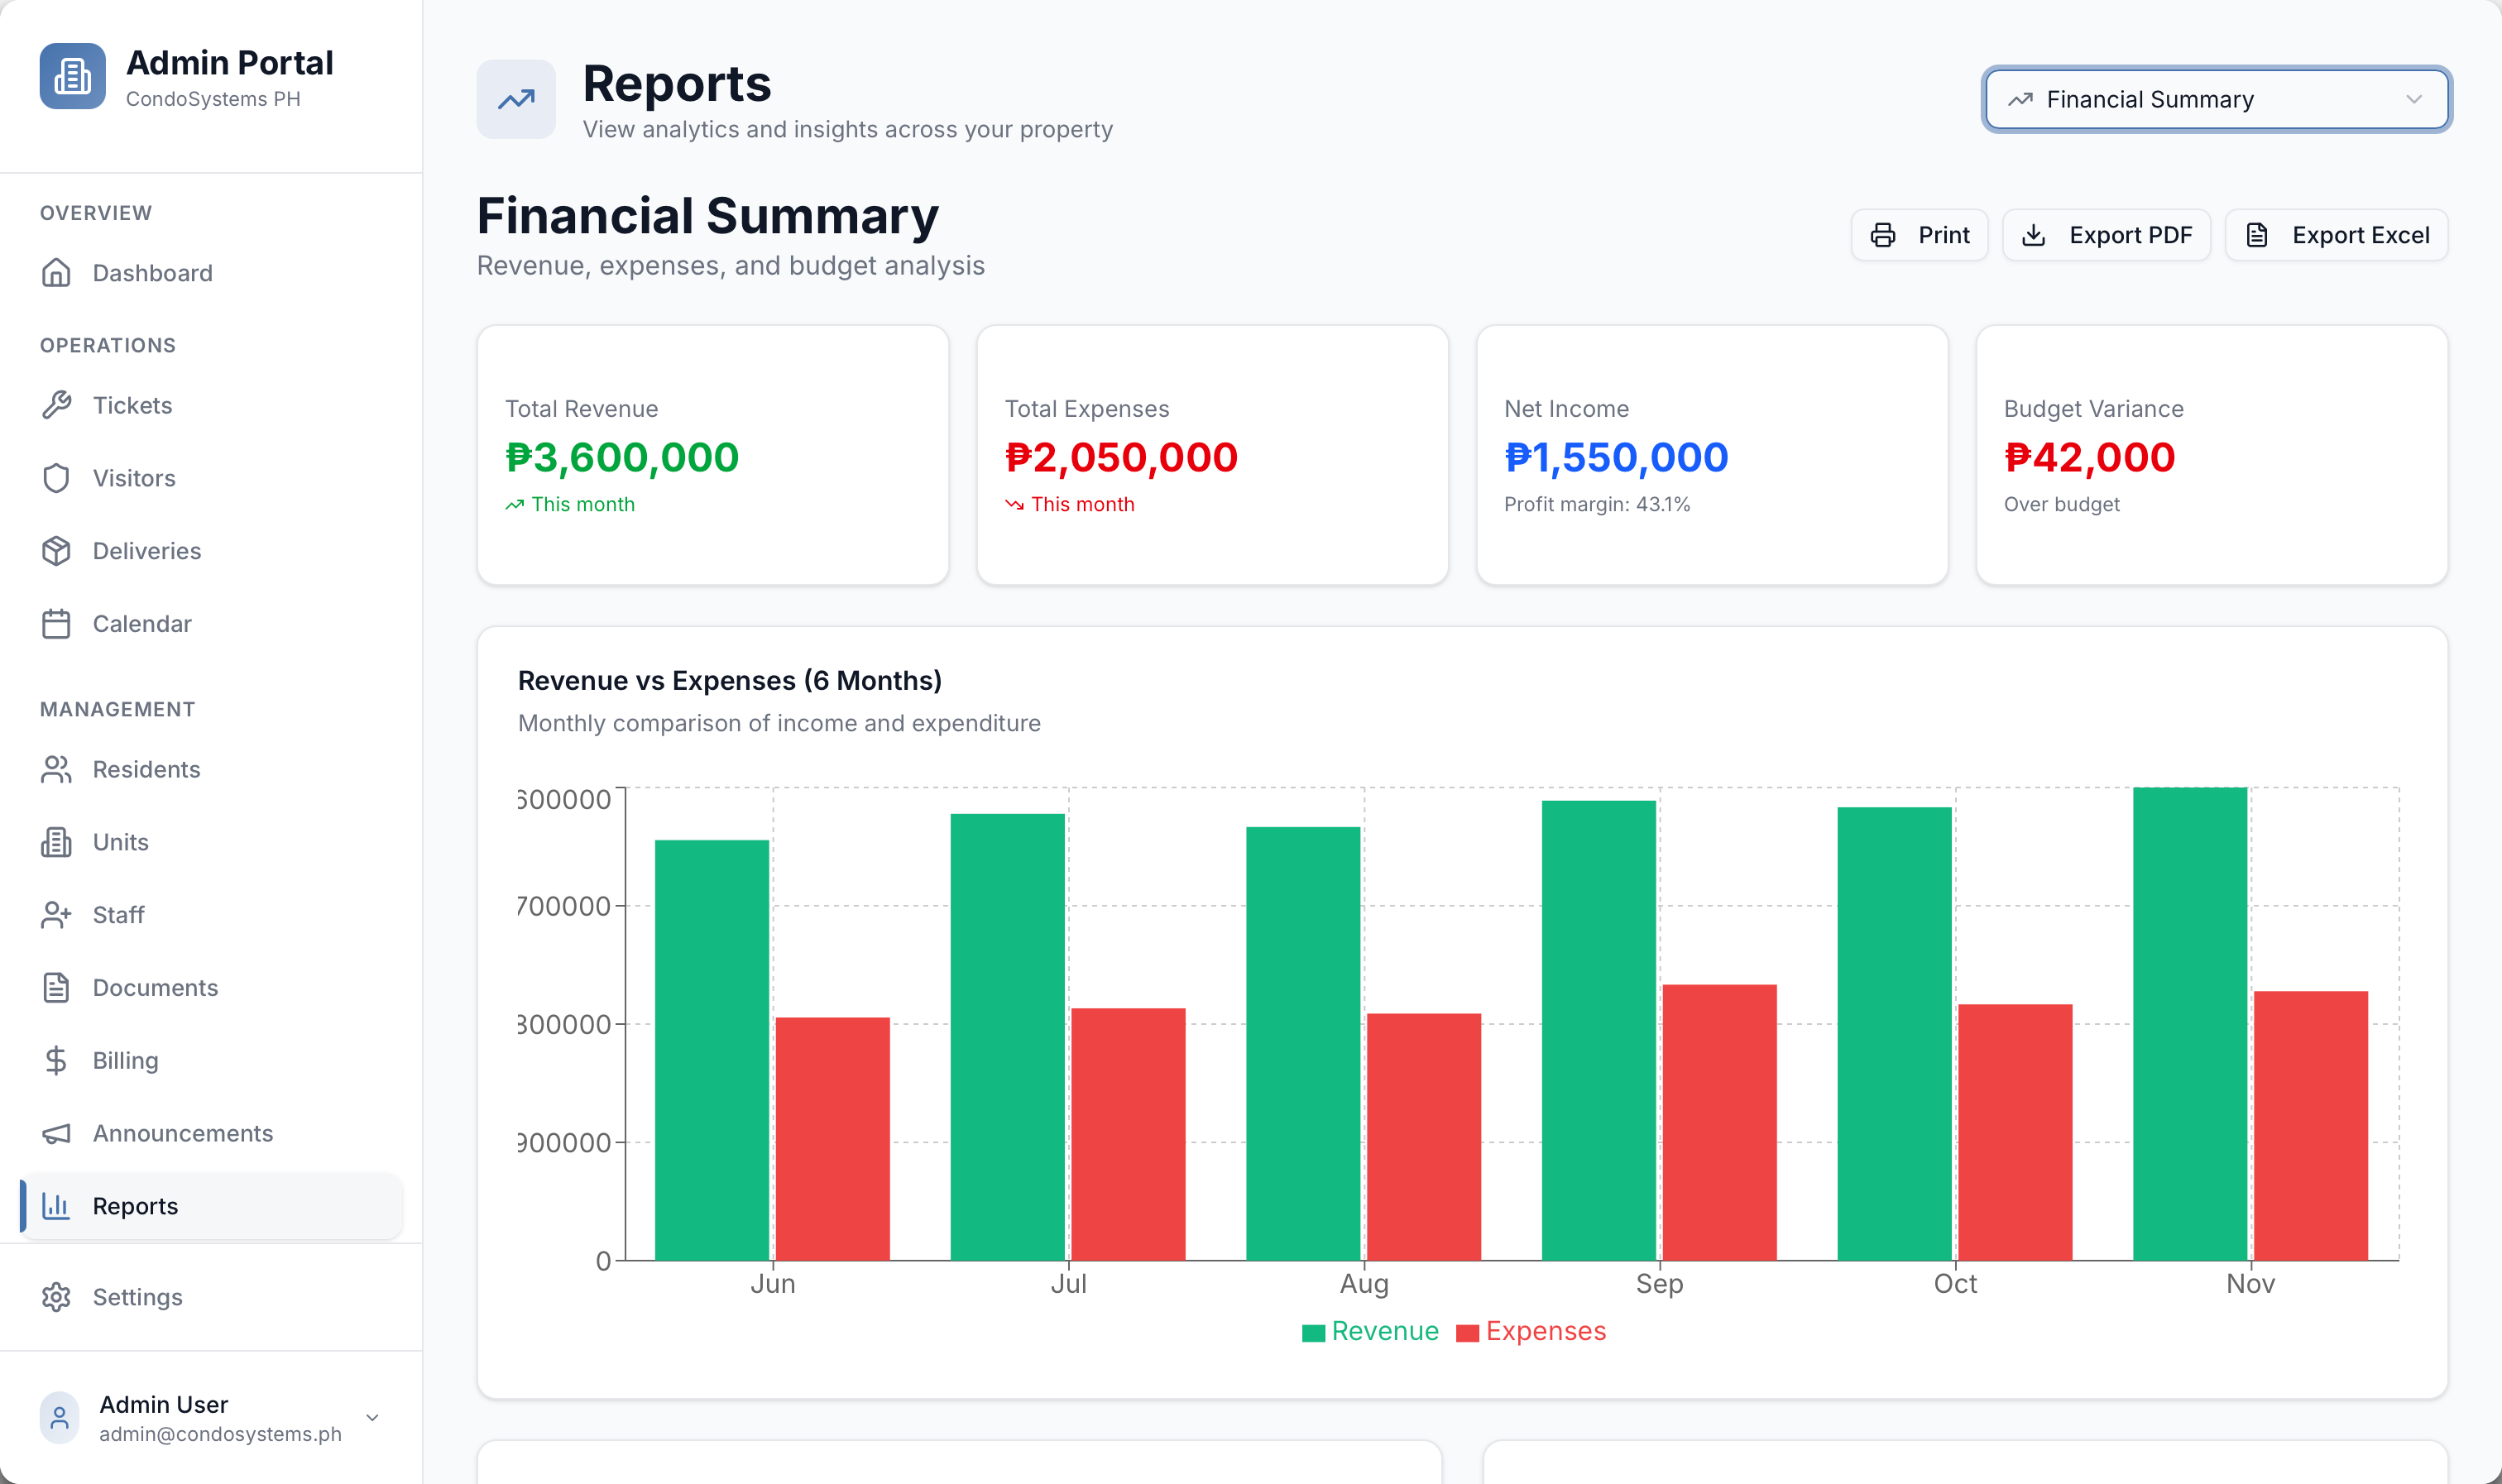 Admin Portal
CondoSystems PH
OVERVIEW
Dashboard
OPERATIONS
Tickets
Visitors
Deliveries
Calendar
MANAGEMENT
Residents
Units
Staff
Documents
Billing
Announcements
Reports
Settings
Admin User
admin@condosystems.ph
Reports
View analytics and insights across your property
Financial Summary
Financial Summary
Revenue, expenses, and budget analysis
Print
Export PDF
Export Excel
Total Revenue
₱3,600,000
This month
Total Expenses
₱2,050,000
This month
Net Income
₱1,550,000
Profit margin: 43.1%
Budget Variance
₱42,000
Over budget
Revenue vs Expenses (6 Months)
Monthly comparison of income and expenditure
600000
700000
800000
900000
0
Jun
Jul
Aug
Sep
Oct
Nov
Revenue
Expenses